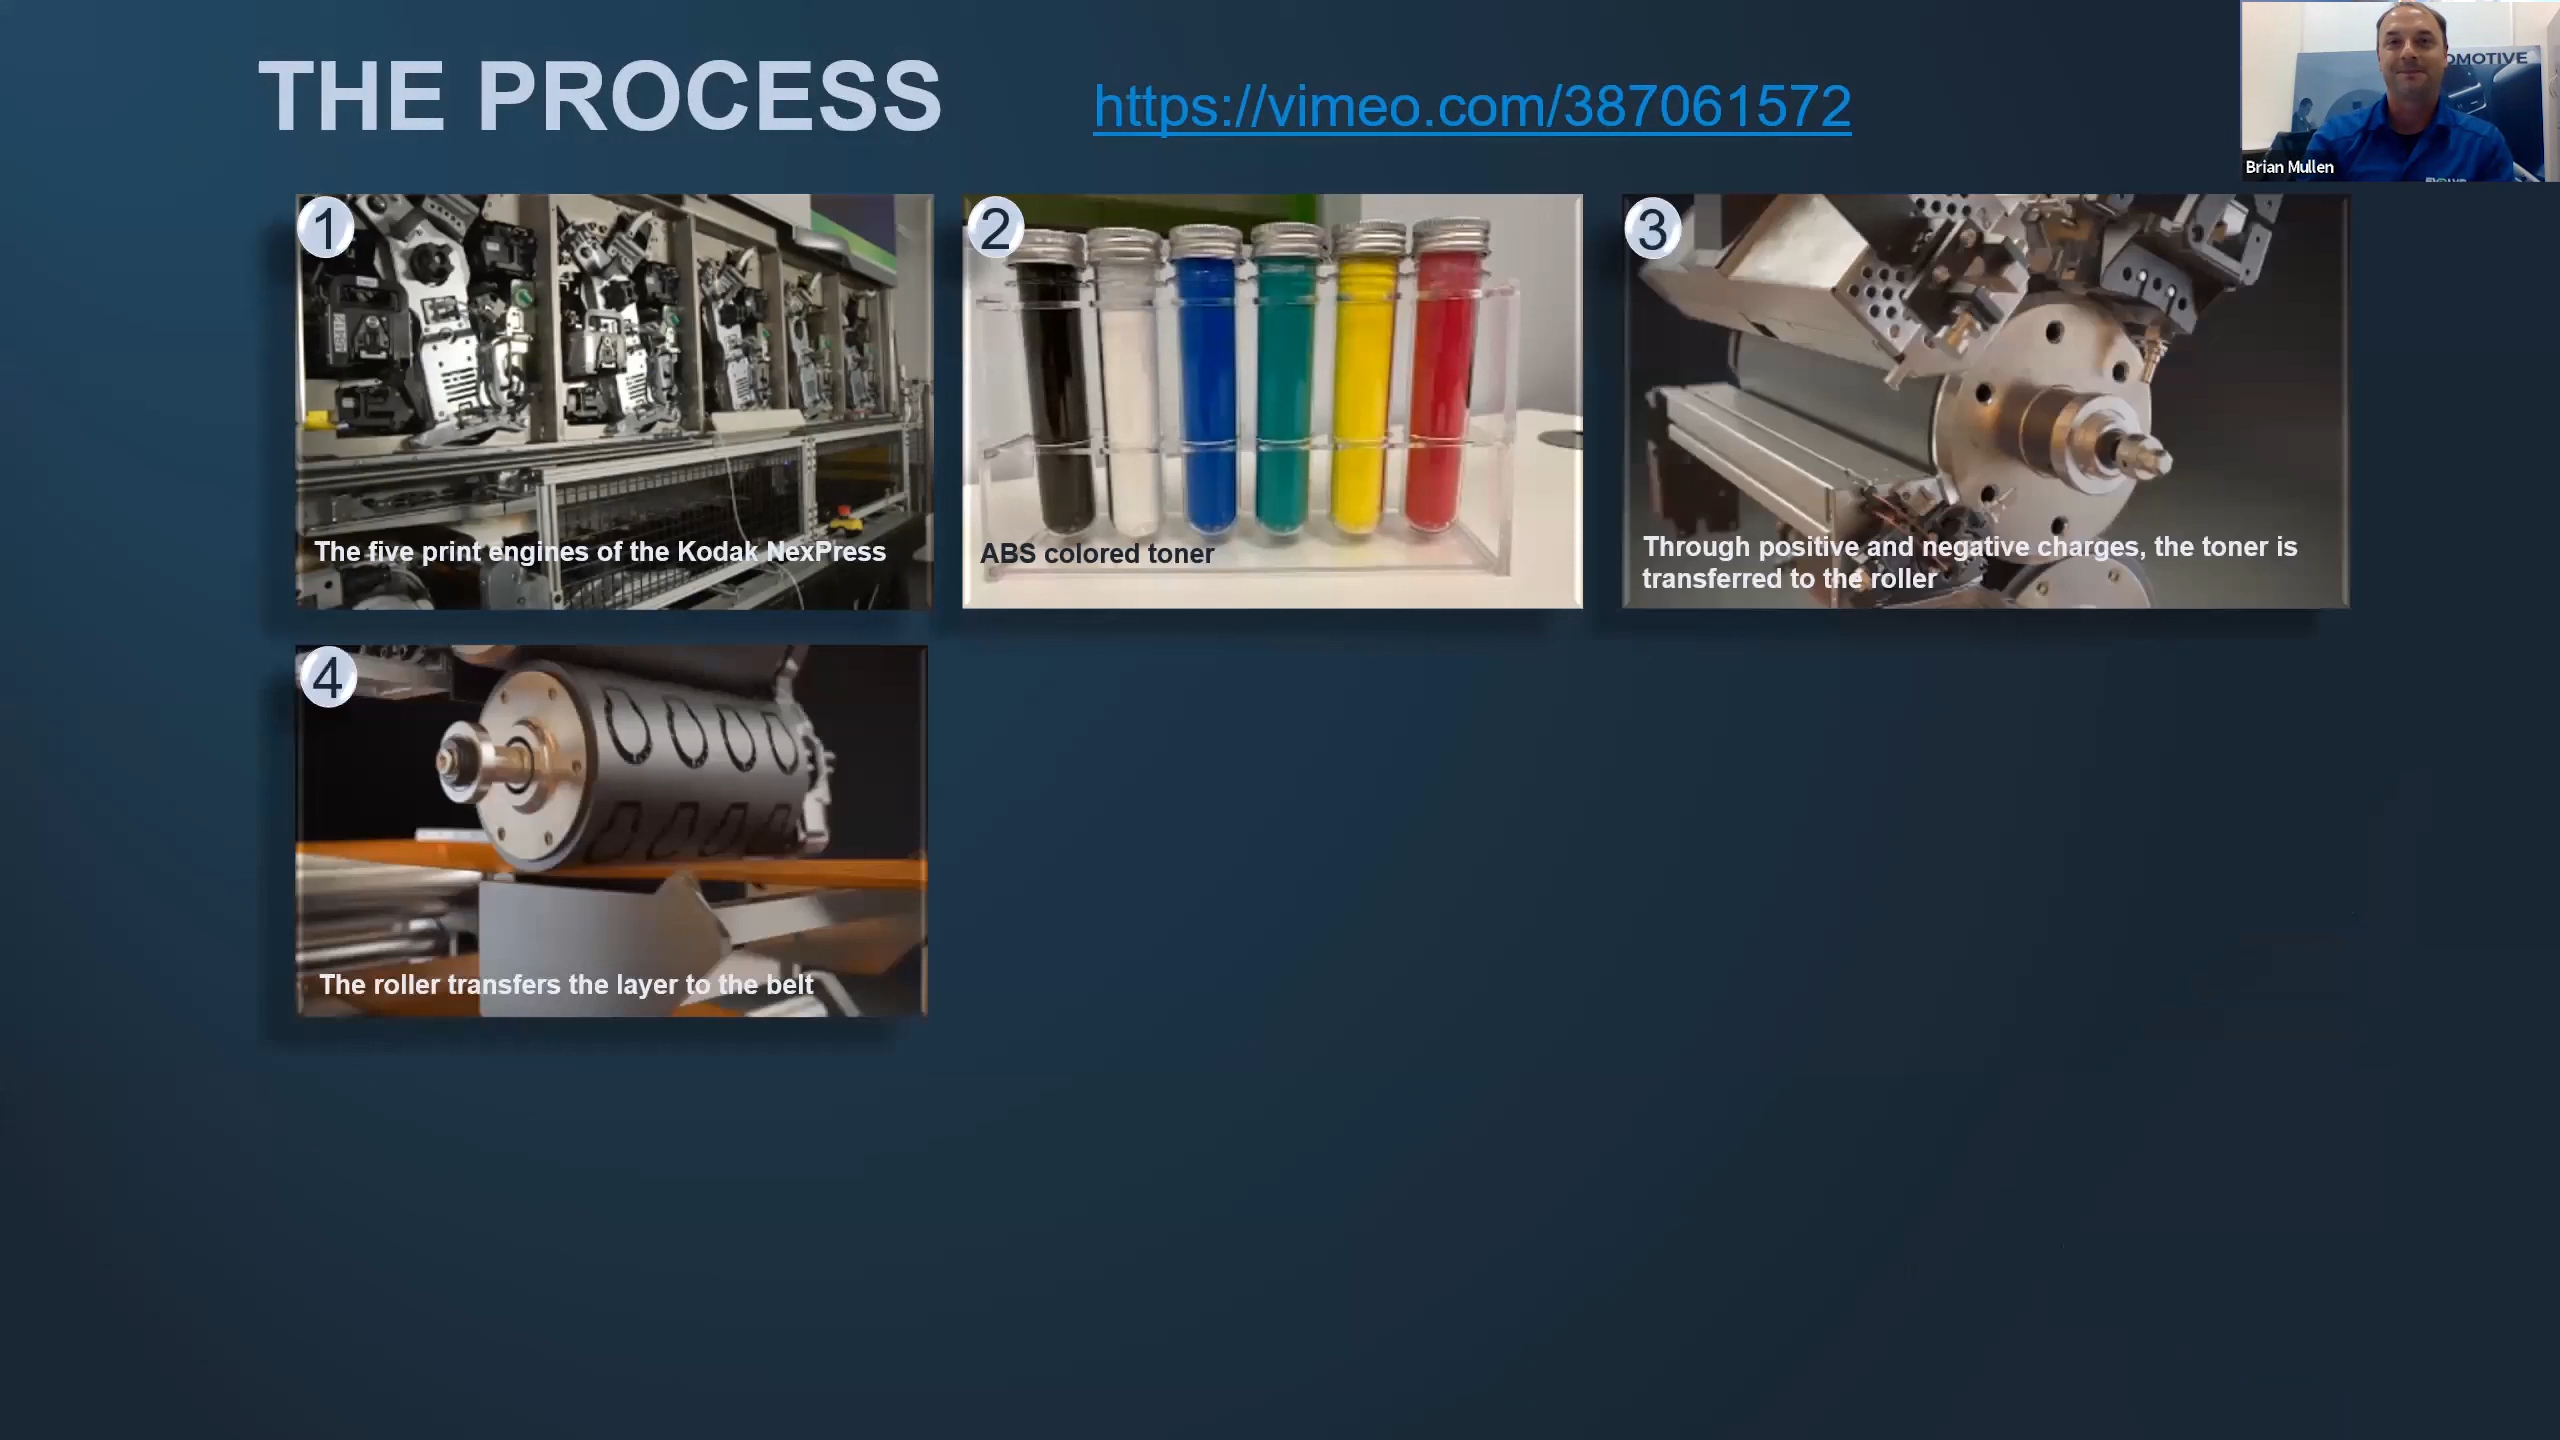 THE PROCESS
https://vimeo.com/387061572
OMOTIVE
Brian Mullen
1
The five print engines of the Kodak NexPress
2
ABS colored toner
3
Through positive and negative charges, the toner is
transferred to the roller
4
The roller transfers the layer to the belt